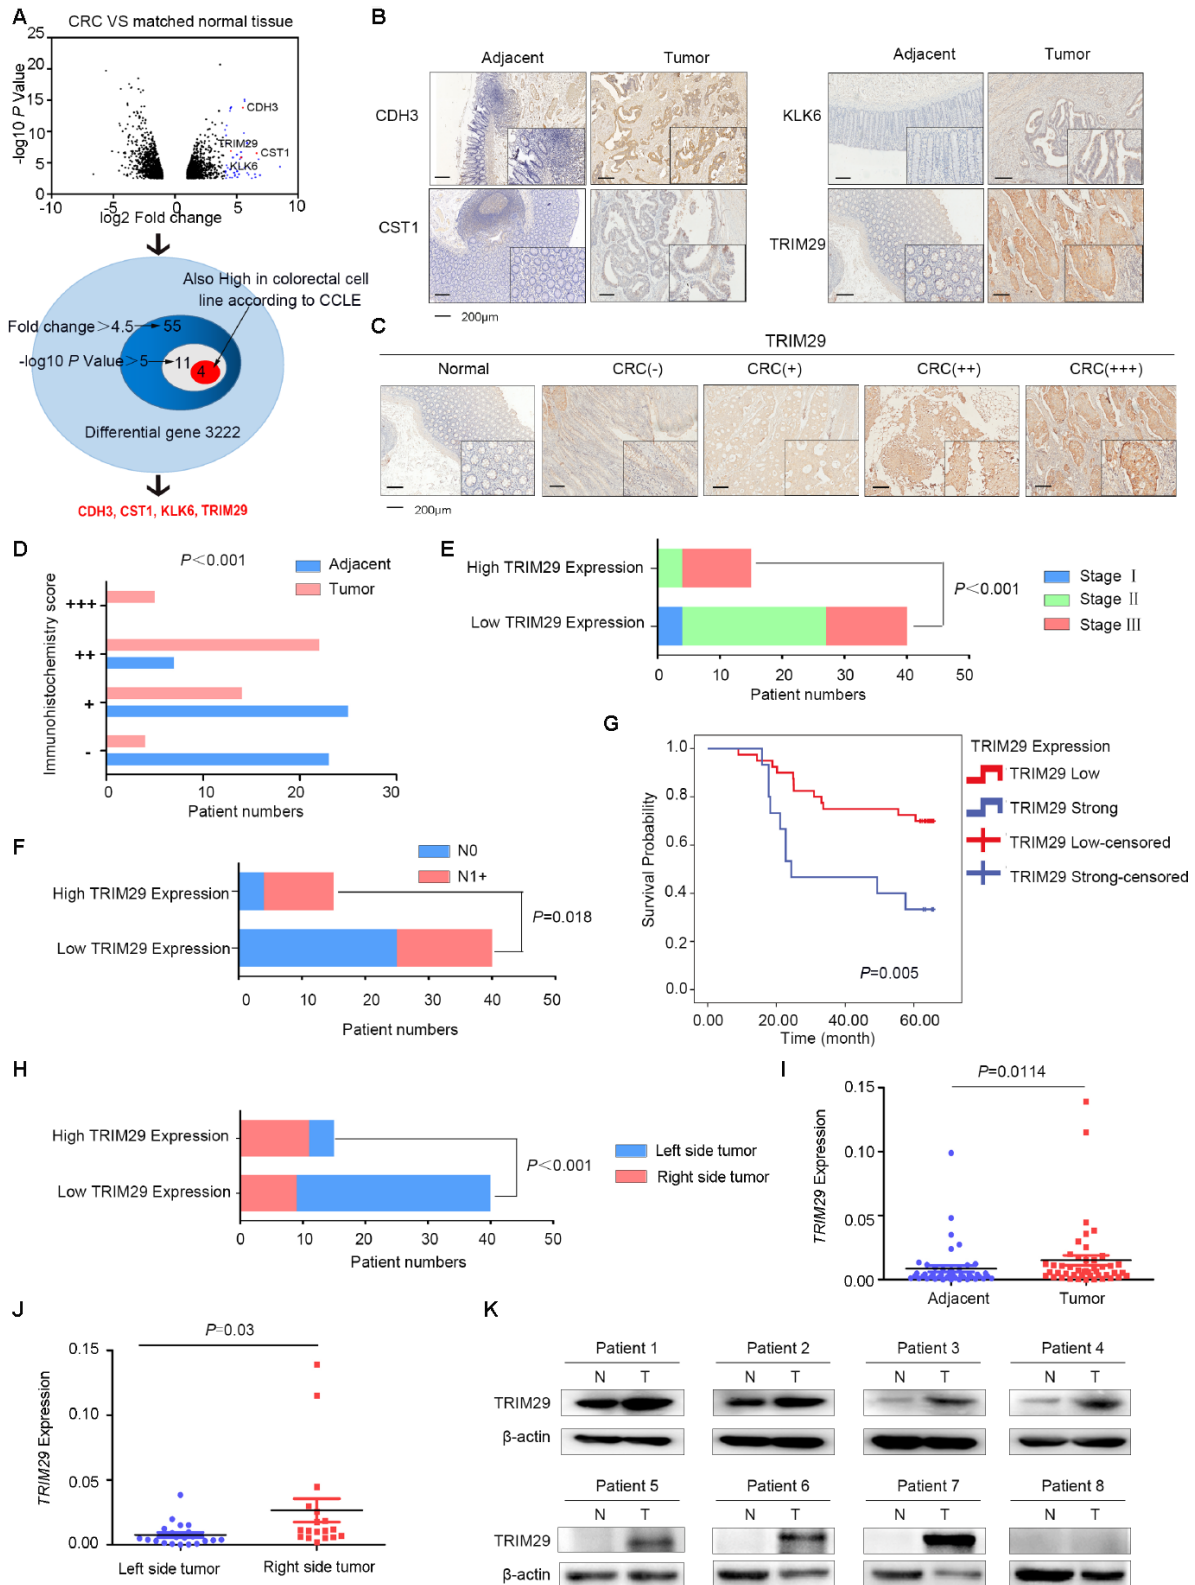 A
CRC VS matched normal tissue
25
20
15
10
5
0
-log10 P Value
CDH3
TRIM29
CST1
KLK6
-10
-5
0
5
10
log2 Fold change
Also High in colorectal cell
line according to CCLE
Fold change>4.5
55
-log10 P Value>5
11
4
Differential gene 3222
CDH3, CST1, KLK6, TRIM29
B
Adjacent
Tumor
CDH3
CST1
200μm
Adjacent
Tumor
KLK6
TRIM29
C
TRIM29
Normal
CRC(-)
CRC(+)
CRC(++)
CRC(+++)
200μm
D
P<0.001
Adjacent
Tumor
Immunohistochemistry score
+++
++
+
-
0
10
20
30
Patient numbers
E
High TRIM29 Expression
Low TRIM29 Expression
P<0.001
Stage Ⅰ
Stage Ⅱ
Stage Ⅲ
0
10
20
30
40
50
Patient numbers
F
N0
N1+
High TRIM29 Expression
Low TRIM29 Expression
P=0.018
0
10
20
30
40
50
Patient numbers
G
Survival Probability
1.0
0.8
0.6
0.4
0.2
0.0
P=0.005
0.00
20.00
40.00
60.00
Time (month)
TRIM29 Expression
TRIM29 Low
TRIM29 Strong
TRIM29 Low-censored
TRIM29 Strong-censored
H
High TRIM29 Expression
Low TRIM29 Expression
P<0.001
Left side tumor
Right side tumor
0
10
20
30
40
50
Patient numbers
I
P=0.0114
TRIM29 Expression
0.15
0.10
0.05
0.00
Adjacent
Tumor
J
P=0.03
TRIM29 Expression
0.15
0.10
0.05
0.00
Left side tumor
Right side tumor
K
Patient 1
Patient 2
Patient 3
Patient 4
N T
N T
N T
N T
TRIM29
β-actin
Patient 5
Patient 6
Patient 7
Patient 8
N T
N T
N T
N T
TRIM29
β-actin